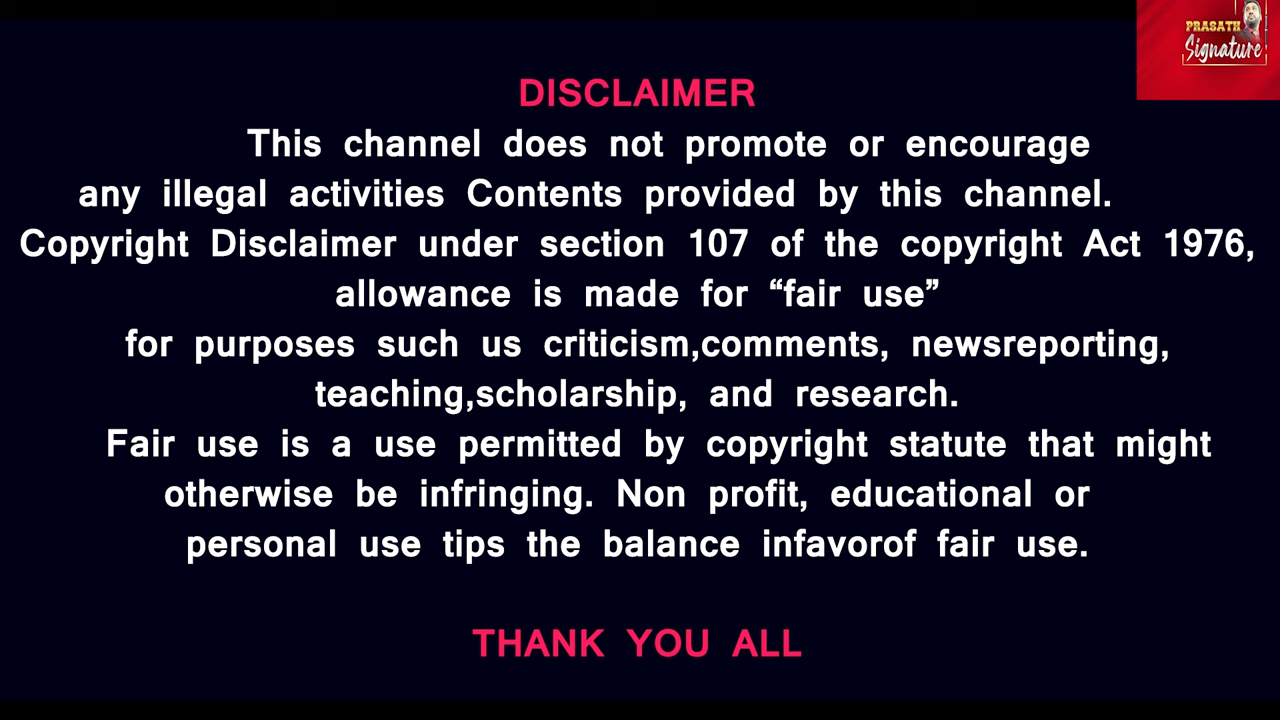 PRASATH
Signature
DISCLAIMER
This channel does not promote or encourage
any illegal activities Contents provided by this channel.
Copyright Disclaimer under section 107 of the copyright Act 1976,
allowance is made for “fair use”
for purposes such us criticism,comments, newsreporting,
teaching,scholarship, and research.
Fair use is a use permitted by copyright statute that might
otherwise be infringing. Non profit, educational or
personal use tips the balance infavorof fair use.
THANK YOU ALL